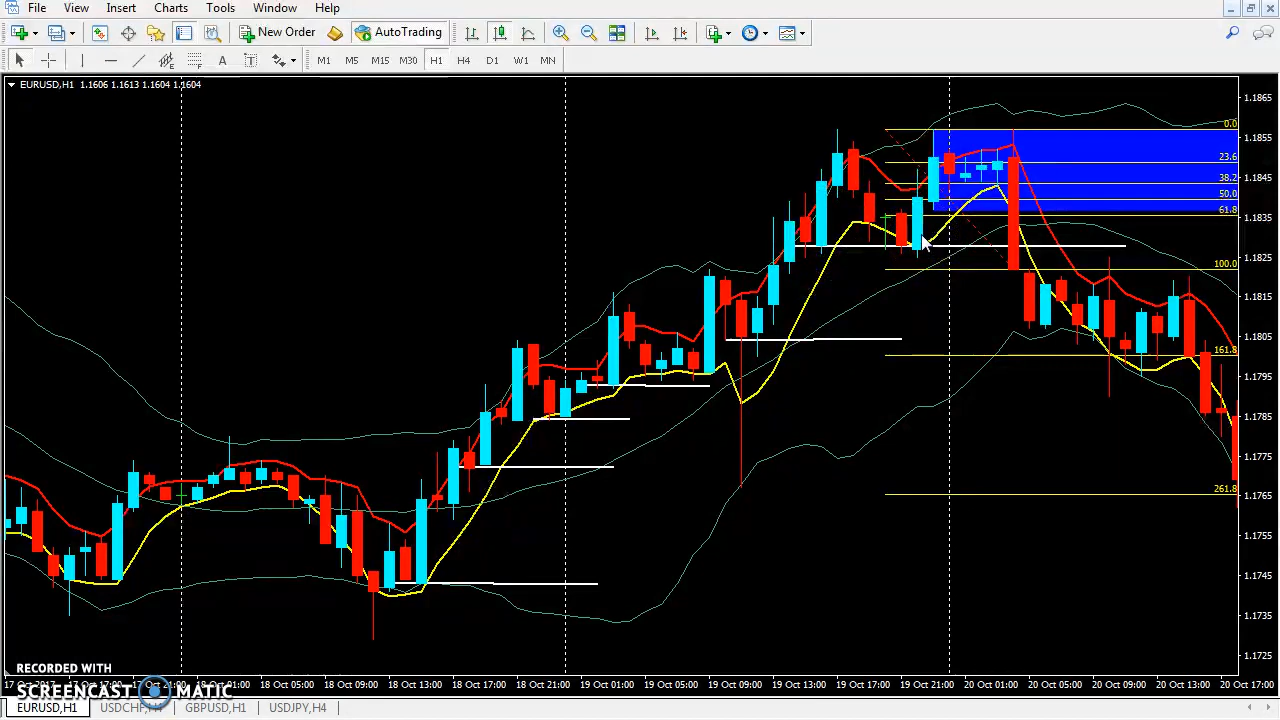 File View Insert Charts Tools Window Help
New Order AutoTrading
A T M1 M5 M15 M30 H1 H4 D1 W1 MN
EURUSD,H1 1.1606 1.1613 1.1604 1.1604
1.1865
0.0
1.1855
23.6
1.1845
38.2
50.0
1.1835
61.8
1.1825
100.0
1.1815
1.1805
161.8
1.1795
1.1785
1.1775
261.8
1.1765
1.1755
1.1745
1.1735
1.1725
RECORDED WITH
SCREENCAST MATIC
17 Oct 2017 18 Oct 05:00 18 Oct 09:00 18 Oct 13:00 18 Oct 17:00 18 Oct 21:00 19 Oct 01:00 19 Oct 05:00 19 Oct 09:00 19 Oct 13:00 19 Oct 17:00 19 Oct 21:00 20 Oct 01:00 20 Oct 05:00 20 Oct 09:00 20 Oct 13:00 20 Oct 17:00
EURUSD,H1 GBPUSD,H1 USDJPY,H4